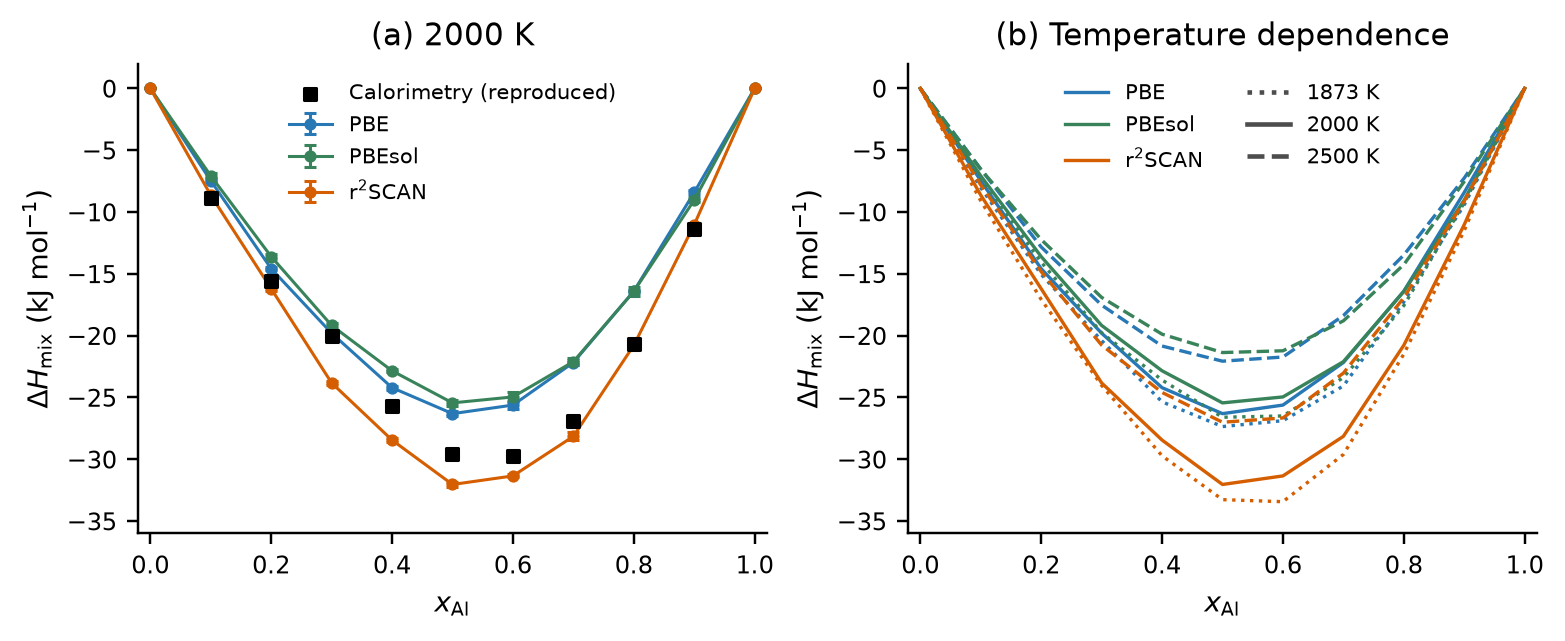 (a) 2000 K
Calorimetry (reproduced)
PBE
PBEsol
r²SCAN
0
−5
−10
−15
−20
−25
−30
−35
ΔH_mix (kJ mol⁻¹)
0.0 0.2 0.4 0.6 0.8 1.0
x_Al
(b) Temperature dependence
PBE
PBEsol
r²SCAN
1873 K
2000 K
2500 K
0
−5
−10
−15
−20
−25
−30
−35
ΔH_mix (kJ mol⁻¹)
0.0 0.2 0.4 0.6 0.8 1.0
x_Al